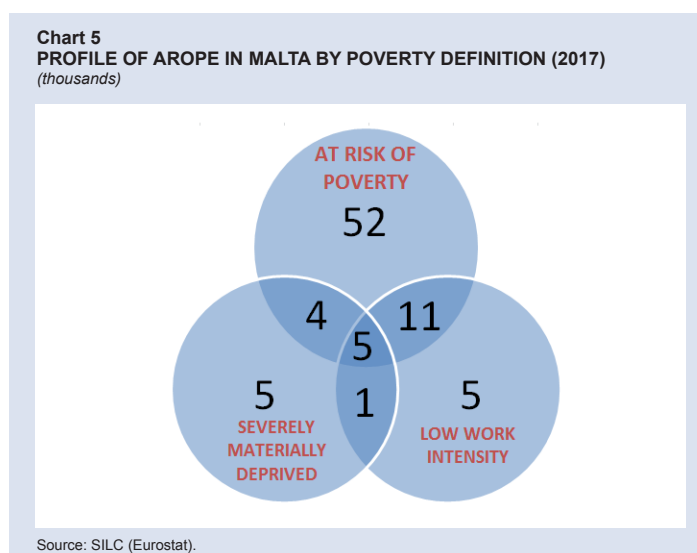 Chart 5
PROFILE OF AROPE IN MALTA BY POVERTY DEFINITION (2017)
(thousands)
AT RISK OF
POVERTY
52
4
11
5
5
1
5
SEVERELY
MATERIALLY
DEPRIVED
LOW WORK
INTENSITY
Source: SILC (Eurostat).